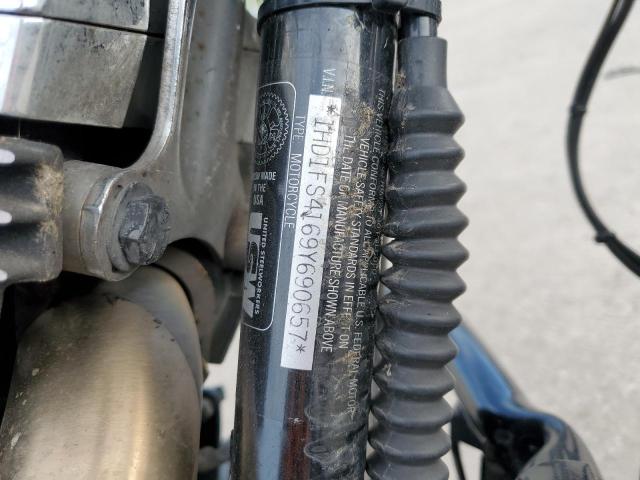 THIS VEHICLE CONFORMS TO ALL APPLICABLE U.S. FEDERAL MOTOR
VEHICLE SAFETY STANDARDS IN EFFECT ON
THE DATE OF MANUFACTURE SHOWN ABOVE
V.I.N.
*1HD1FS4169Y690657*
TYPE MOTORCYCLE
MADE
IN THE
USA
UNITED STEELWORKERS
USW